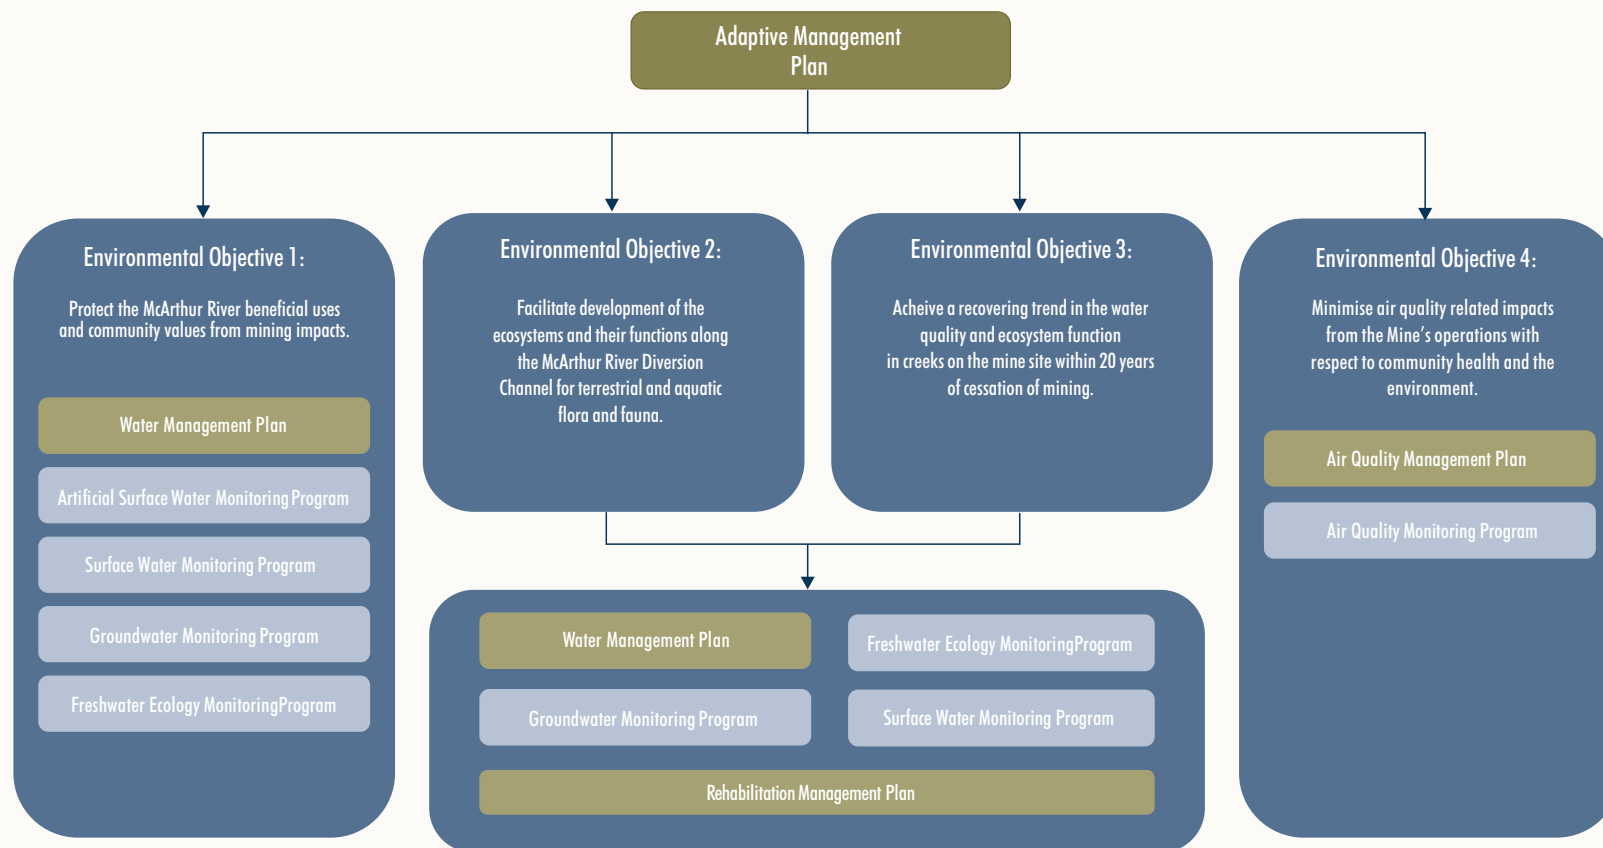 Adaptive Management
Plan
Environmental Objective 1:
Protect the McArthur River beneficial uses
and community values from mining impacts.
Water Management Plan
Artificial Surface Water Monitoring Program
Surface Water Monitoring Program
Groundwater Monitoring Program
Freshwater Ecology MonitoringProgram
Environmental Objective 2:
Facilitate development of the
ecosystems and their functions along
the McArthur River Diversion
Channel for terrestrial and aquatic
flora and fauna.
Environmental Objective 3:
Acheive a recovering trend in the water
quality and ecosystem function
in creeks on the mine site within 20 years
of cessation of mining.
Water Management Plan
Freshwater Ecology MonitoringProgram
Groundwater Monitoring Program
Surface Water Monitoring Program
Rehabilitation Management Plan
Environmental Objective 4:
Minimise air quality related impacts
from the Mine's operations with
respect to community health and the
environment.
Air Quality Management Plan
Air Quality Monitoring Program